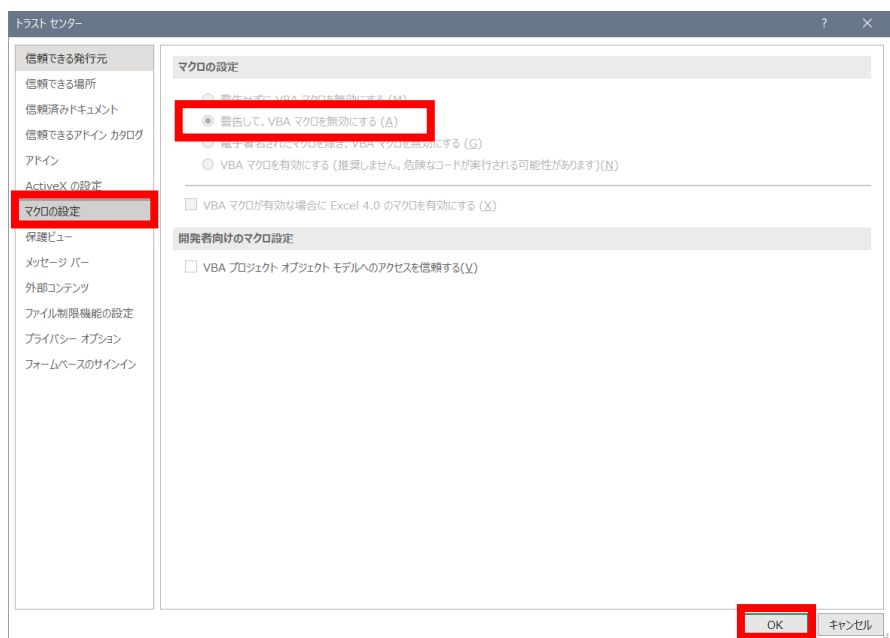 トラスト センター
?
信頼できる発行元
信頼できる場所
信頼済みドキュメント
信頼できるアドイン カタログ
アドイン
ActiveX の設定
マクロの設定
保護ビュー
メッセージ バー
外部コンテンツ
ファイル制限機能の設定
プライバシー オプション
フォームベースのサインイン
マクロの設定
警告せずに VBA マクロを無効にする (M)
警告して、VBA マクロを無効にする (A)
電子署名されたマクロを除き、VBA マクロを無効にする (G)
VBA マクロを有効にする (推奨しません。危険なコードが実行される可能性があります)(N)
VBA マクロが有効な場合に Excel 4.0 のマクロを有効にする (X)
開発者向けのマクロ設定
VBA プロジェクト オブジェクト モデルへのアクセスを信頼する(V)
OK
キャンセル